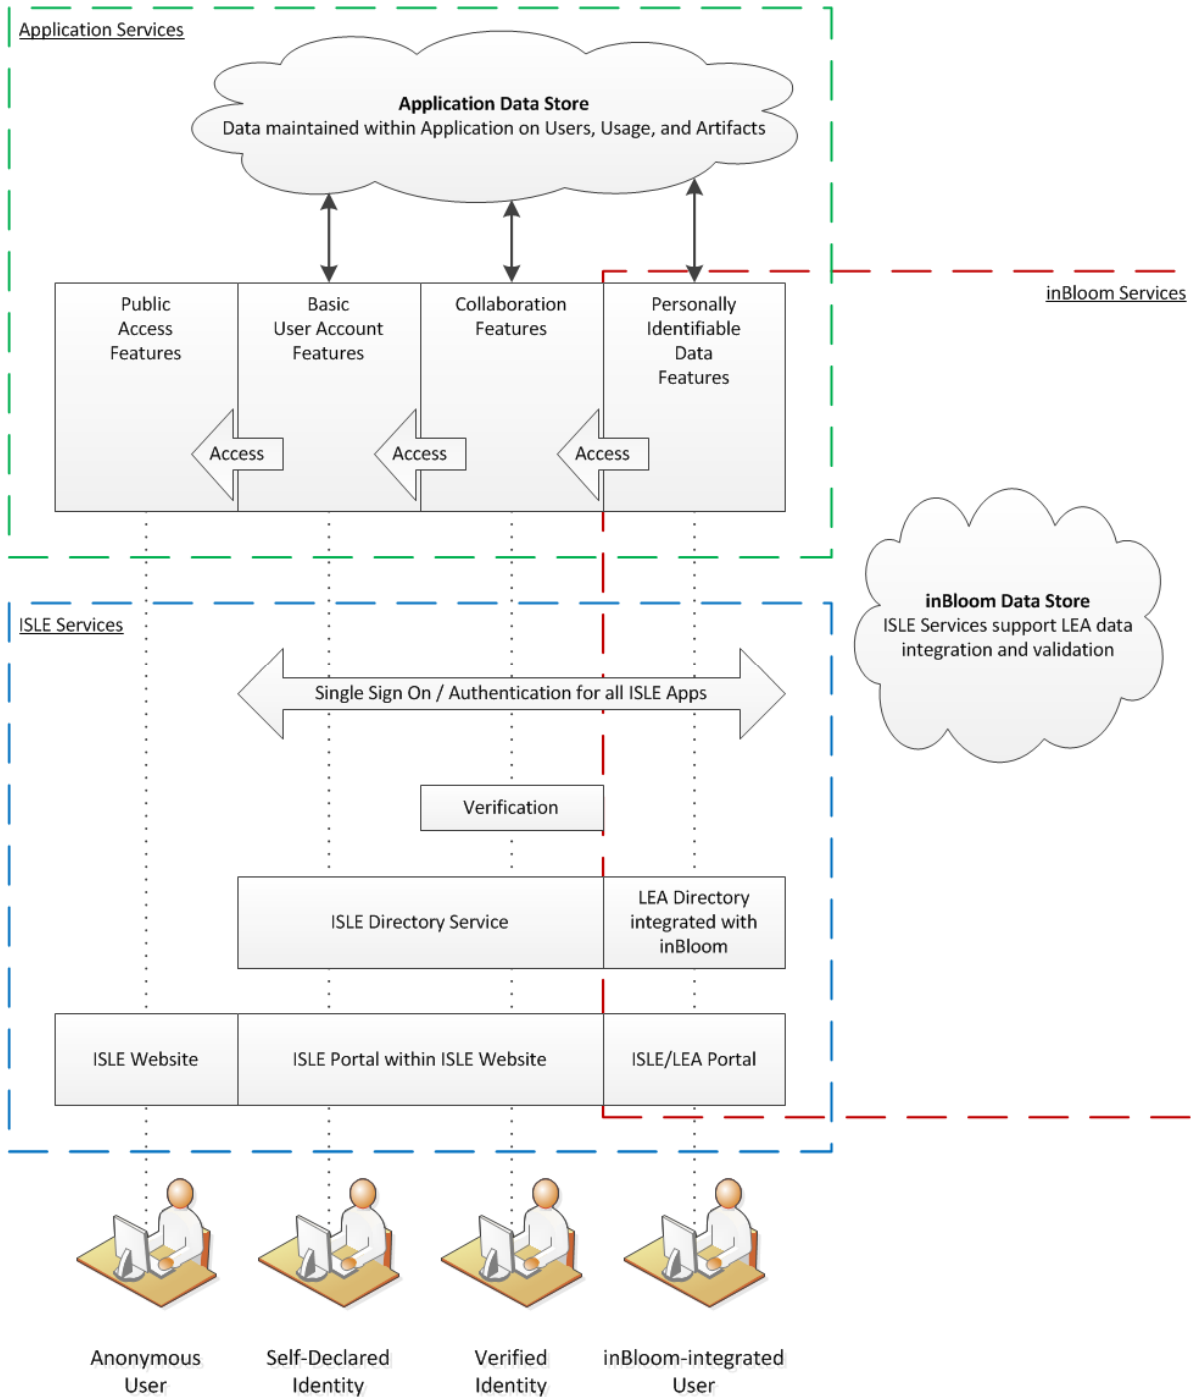 Application Services
Application Data Store
Data maintained within Application on Users, Usage, and Artifacts
inBloom Services
Public
Access
Features
Basic
User Account
Features
Collaboration
Features
Personally
Identifiable
Data
Features
Access
Access
Access
inBloom Data Store
ISLE Services support LEA data
integration and validation
ISLE Services
Single Sign On / Authentication for all ISLE Apps
Verification
ISLE Directory Service
LEA Directory
integrated with
inBloom
ISLE Website
ISLE Portal within ISLE Website
ISLE/LEA Portal
Anonymous
User
Self-Declared
Identity
Verified
Identity
inBloom-integrated
User